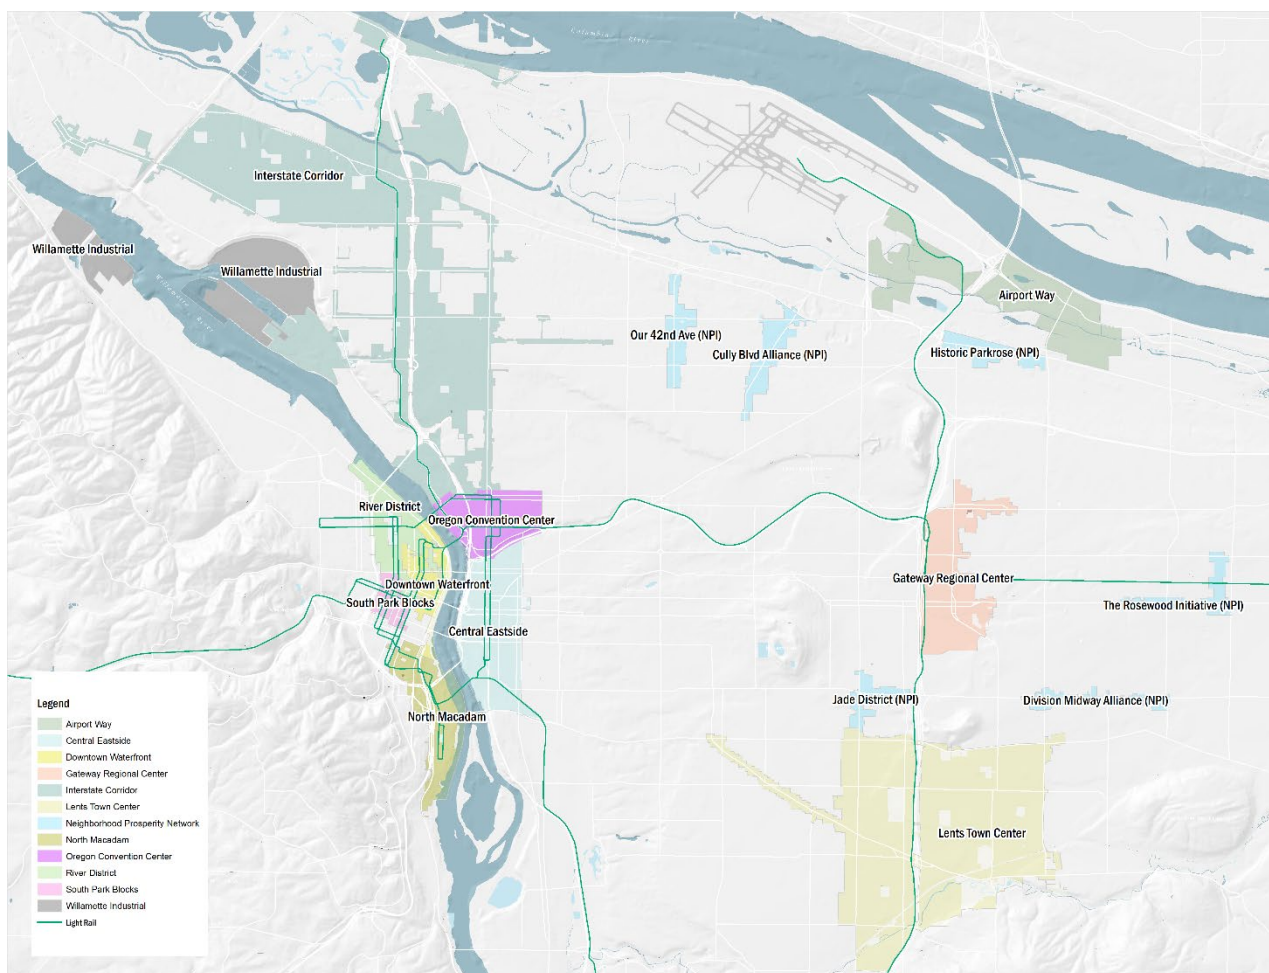 Columbia River
Interstate Corridor
Willamette Industrial
Willamette Industrial
Willamette River
Airport Way
Our 42nd Ave (NPI)
Cully Blvd Alliance (NPI)
Historic Parkrose (NPI)
River District
Oregon Convention Center
Downtown Waterfront
South Park Blocks
Central Eastside
Gateway Regional Center
The Rosewood Initiative (NPI)
Jade District (NPI)
Division Midway Alliance (NPI)
North Macadam
Lents Town Center
Legend
Airport Way
Central Eastside
Downtown Waterfront
Gateway Regional Center
Interstate Corridor
Lents Town Center
Neighborhood Prosperity Network
North Macadam
Oregon Convention Center
River District
South Park Blocks
Willamette Industrial
Light Rail